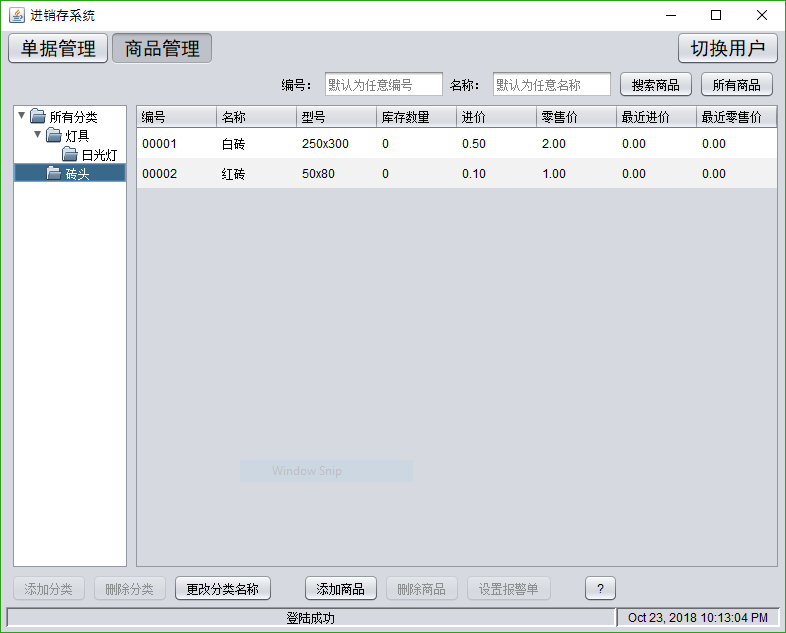 进销存系统
单据管理 商品管理 切换用户
编号： 默认为任意编号 名称： 默认为任意名称 搜索商品 所有商品
所有分类
灯具
日光灯
砖头
编号 名称 型号 库存数量 进价 零售价 最近进价 最近零售价
00001 白砖 250x300 0 0.50 2.00 0.00 0.00
00002 红砖 50x80 0 0.10 1.00 0.00 0.00
Window Snip
添加分类 删除分类 更改分类名称 添加商品 删除商品 设置报警单 ?
登陆成功 Oct 23, 2018 10:13:04 PM